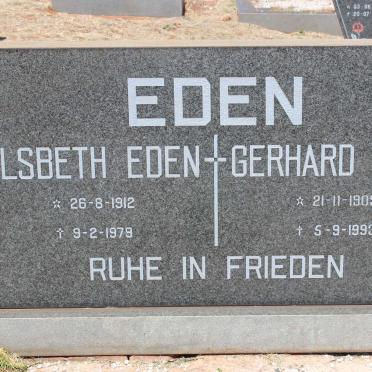 EDEN
LSBETH EDEN GERHARD
☆ 26-8-1912 ☆ 21-11-190
† 9-2-1979 † 5-9-199
RUHE IN FRIEDEN